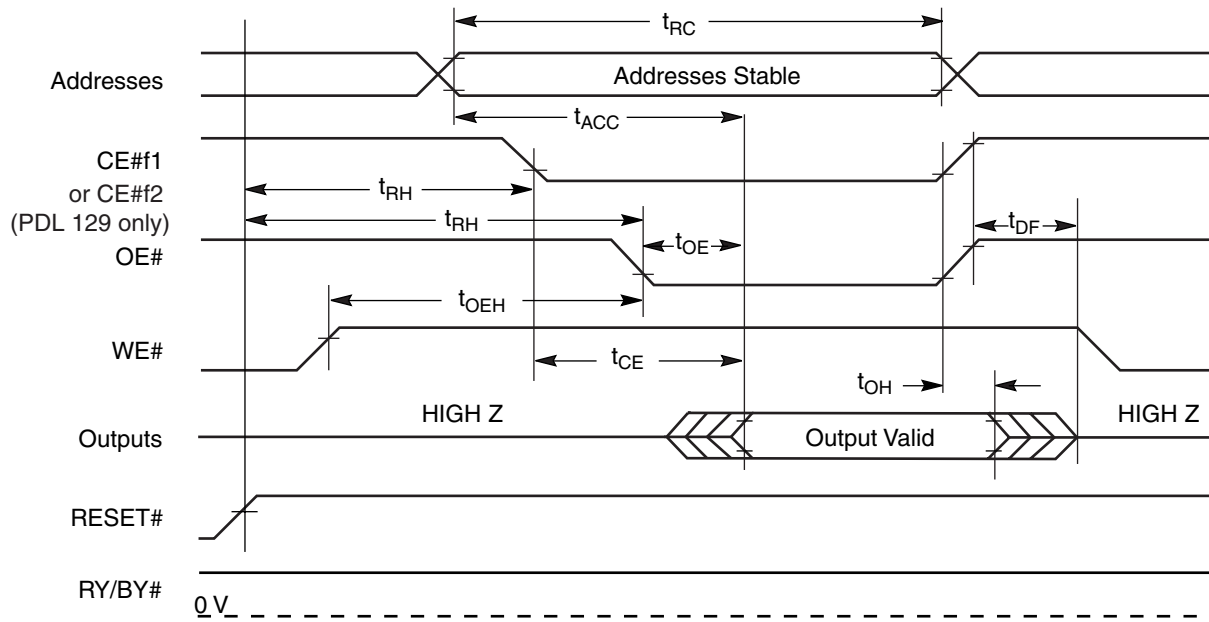 tRC
Addresses
Addresses Stable
tACC
CE#f1
or CE#f2
(PDL 129 only)
tRH
tRH
OE#
tOE
tDF
tOEH
WE#
tCE
tOH
HIGH Z
HIGH Z
Outputs
Output Valid
RESET#
RY/BY#
0 V